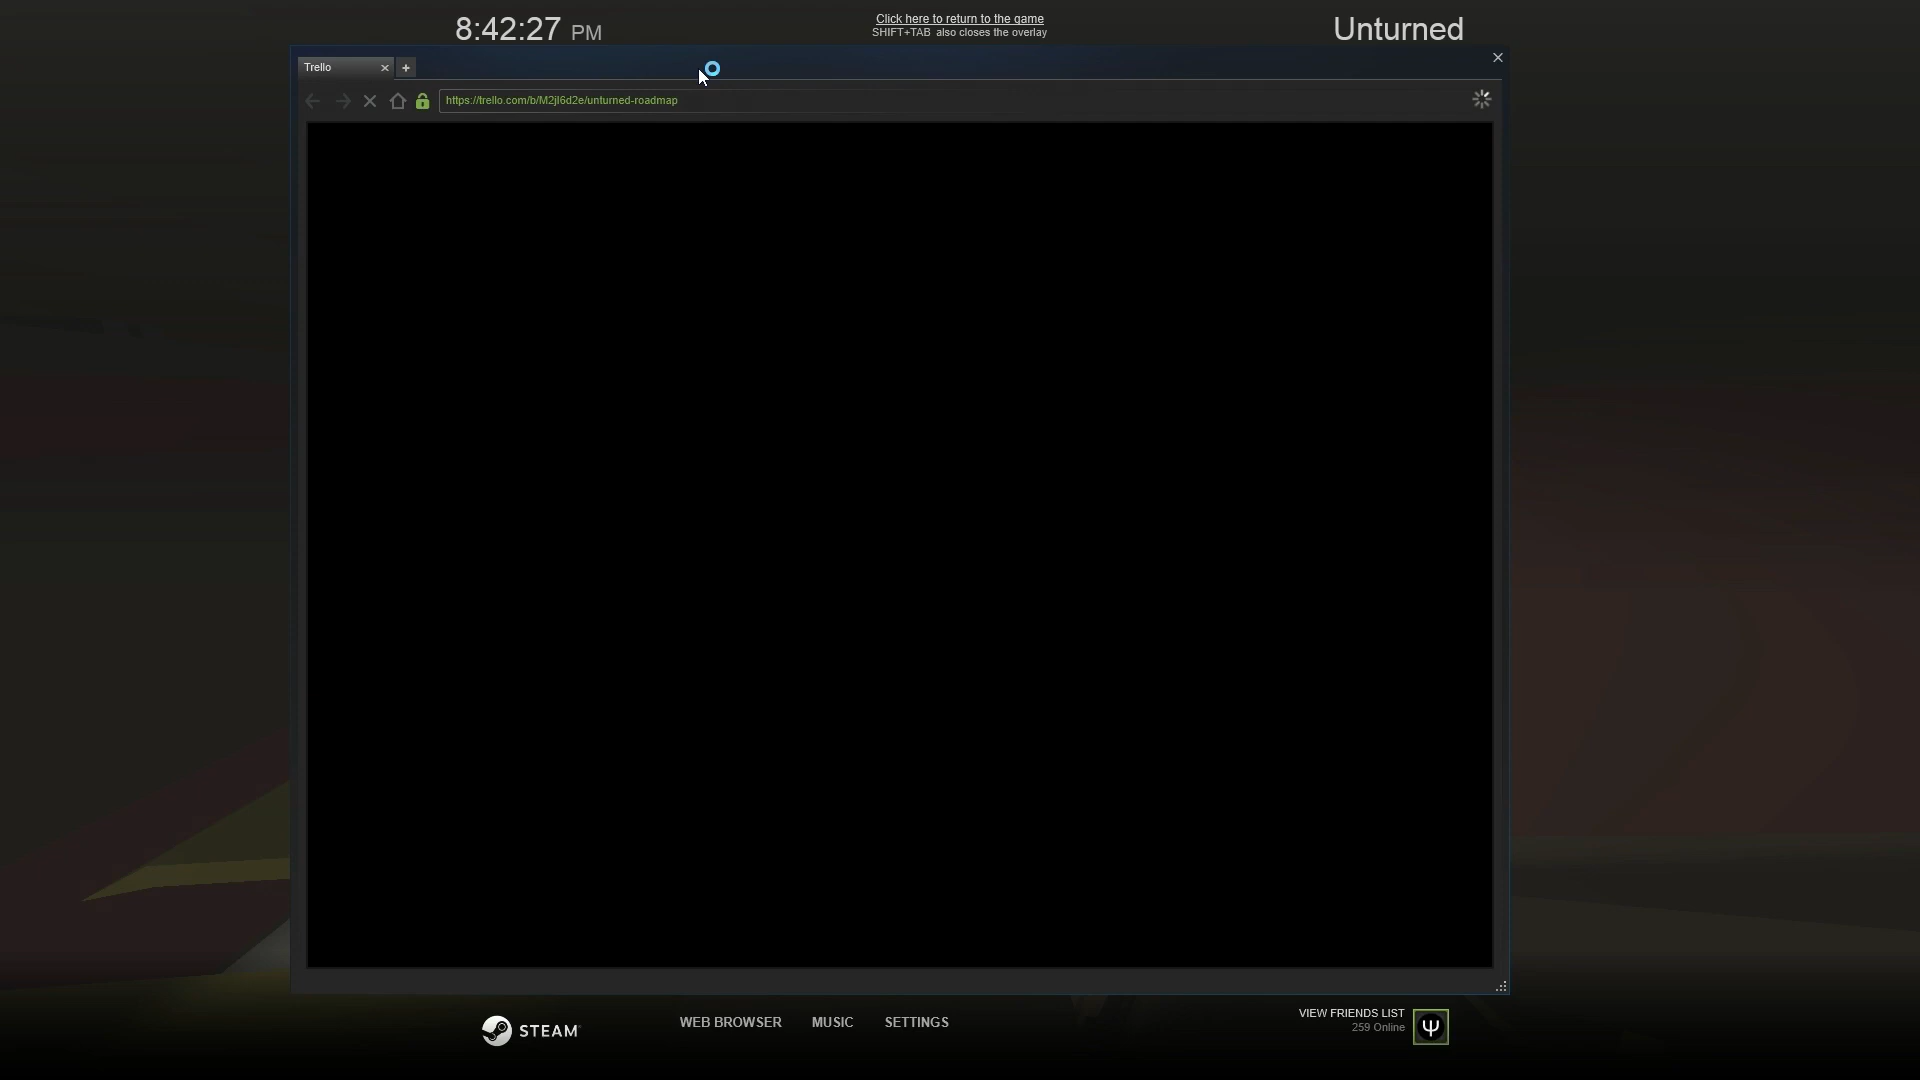 8:42:27 PM
Click here to return to the game
SHIFT+TAB also closes the overlay
Unturned
Trello
https://trello.com/b/M2jI6d2e/unturned-roadmap
STEAM
WEB BROWSER
MUSIC
SETTINGS
VIEW FRIENDS LIST
259 Online